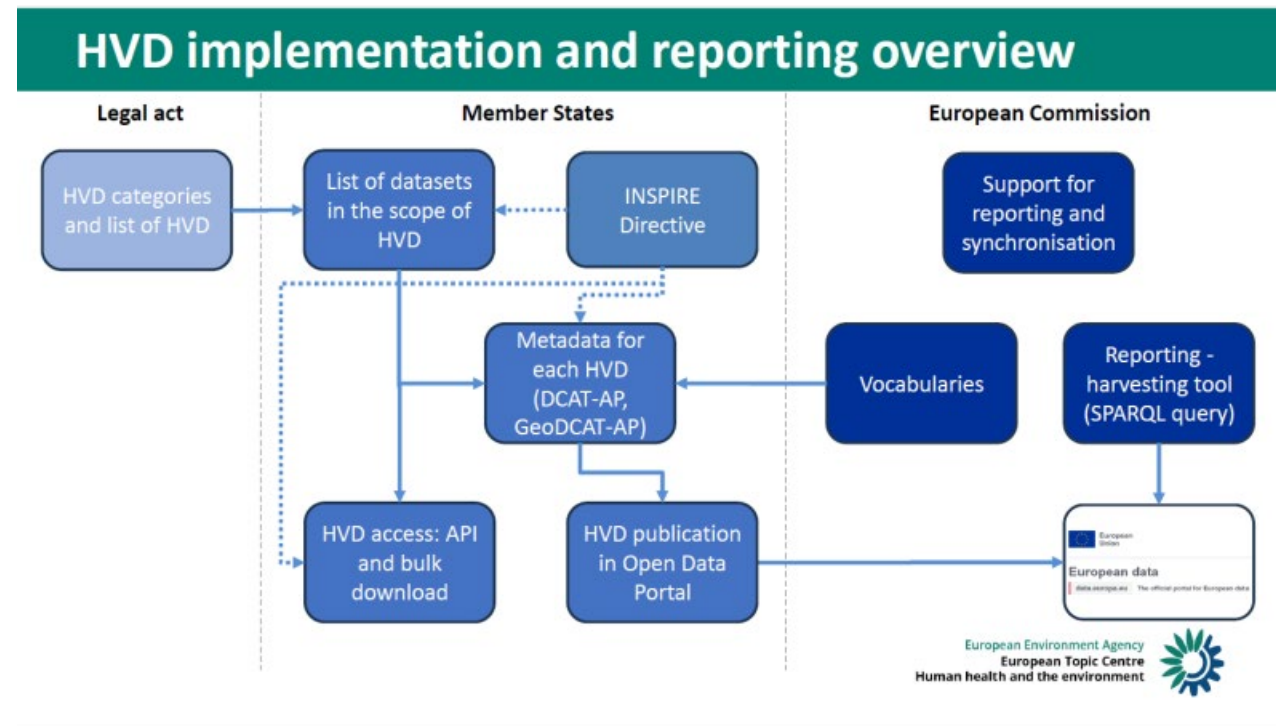 HVD implementation and reporting overview
Legal act
Member States
European Commission
HVD categories
and list of HVD
List of datasets
in the scope of
HVD
INSPIRE
Directive
Support for
reporting and
synchronisation
Metadata for
each HVD
(DCAT-AP,
GeoDCAT-AP)
Vocabularies
Reporting -
harvesting tool
(SPARQL query)
HVD access: API
and bulk
download
HVD publication
in Open Data
Portal
European
Union
European data
data.europa.eu The official portal for European data
European Environment Agency
European Topic Centre
Human health and the environment